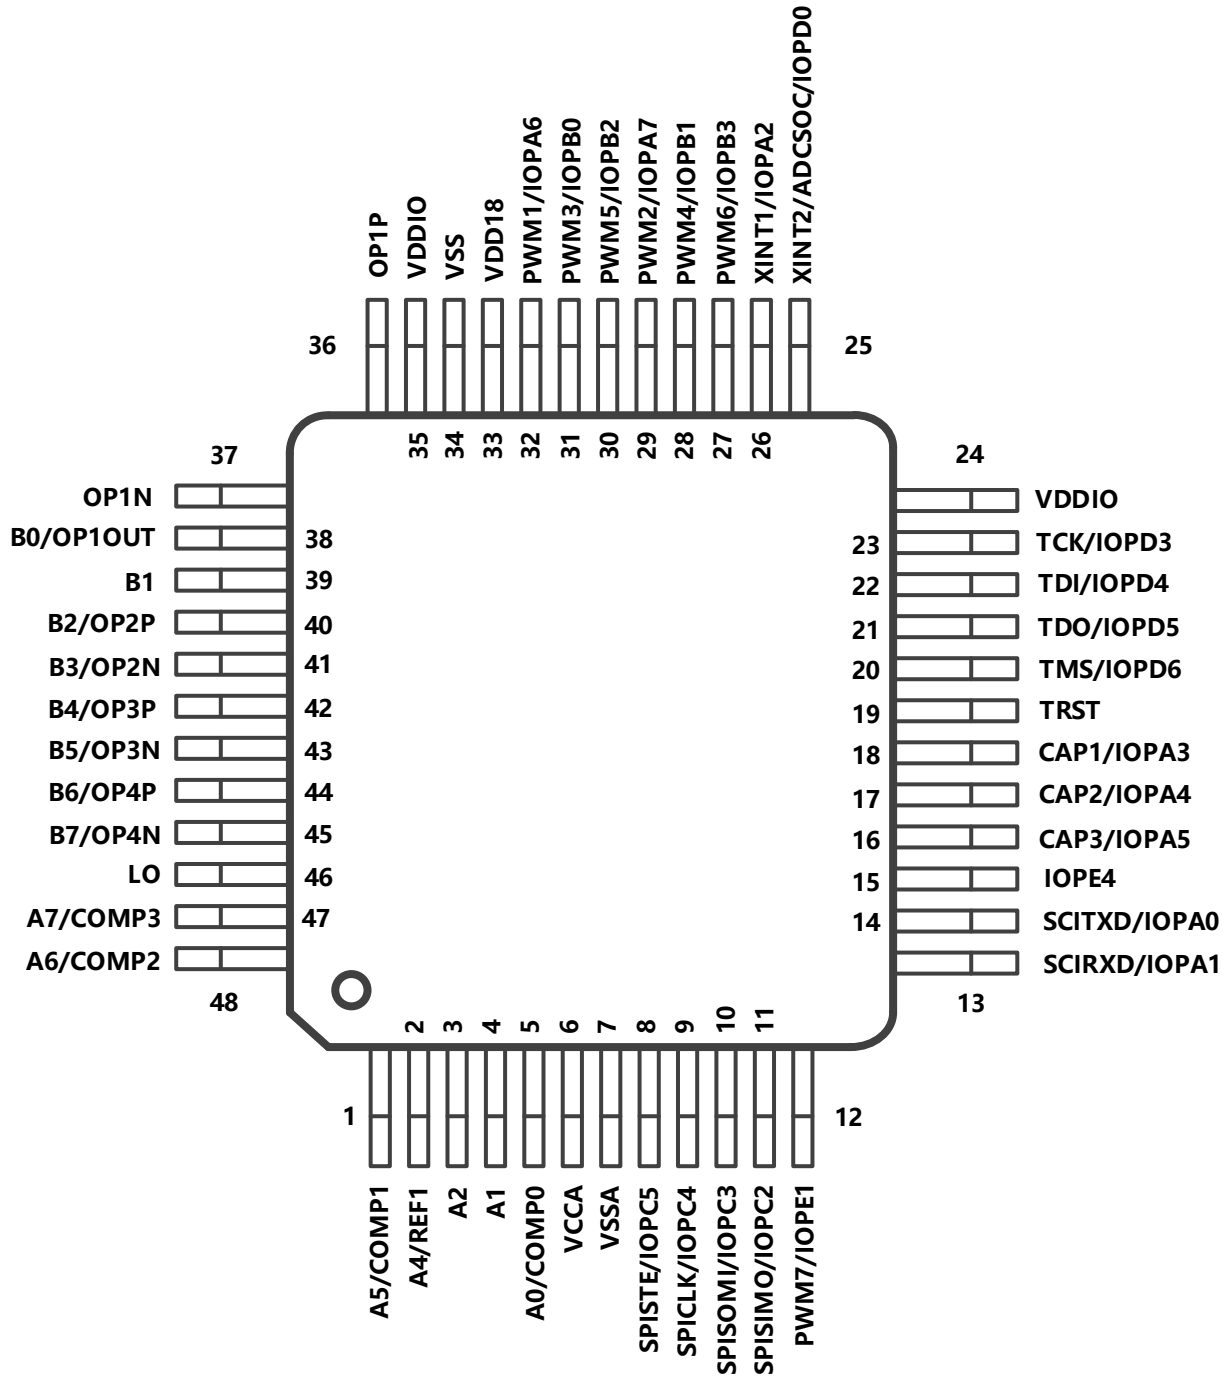 OP1P
VDDIO
VSS
VDD18
PWM1/IOPA6
PWM3/IOPB0
PWM5/IOPB2
PWM2/IOPA7
PWM4/IOPB1
PWM6/IOPB3
XINT1/IOPA2
XINT2/ADCSOC/IOPD0
36
25
35
34
33
32
31
30
29
28
27
26
37
24
OP1N
VDDIO
B0/OP1OUT
38
23
TCK/IOPD3
B1
39
22
TDI/IOPD4
B2/OP2P
40
21
TDO/IOPD5
B3/OP2N
41
20
TMS/IOPD6
B4/OP3P
42
19
TRST
B5/OP3N
43
18
CAP1/IOPA3
B6/OP4P
44
17
CAP2/IOPA4
B7/OP4N
45
16
CAP3/IOPA5
LO
46
15
IOPE4
A7/COMP3
47
14
SCITXD/IOPA0
A6/COMP2
SCIRXD/IOPA1
48
13
2
3
4
5
6
7
8
9
10
11
1
12
A5/COMP1
A4/REF1
A2
A1
A0/COMP0
VCCA
VSSA
SPISTE/IOPC5
SPICLK/IOPC4
SPISOMI/IOPC3
SPISIMO/IOPC2
PWM7/IOPE1